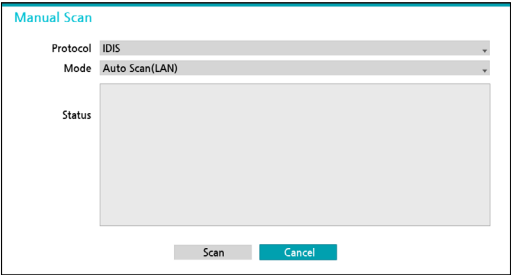 Manual Scan
Protocol IDIS
Mode Auto Scan(LAN)
Status
Scan Cancel